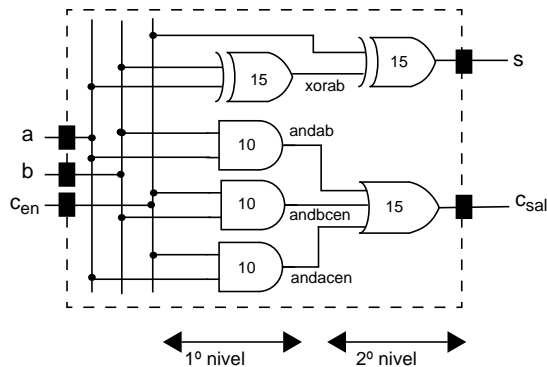 15
15
s
xorab
a
b
c_en
10
andab
10
andbcen
15
c_sal
10
andacen
1º nivel
2º nivel